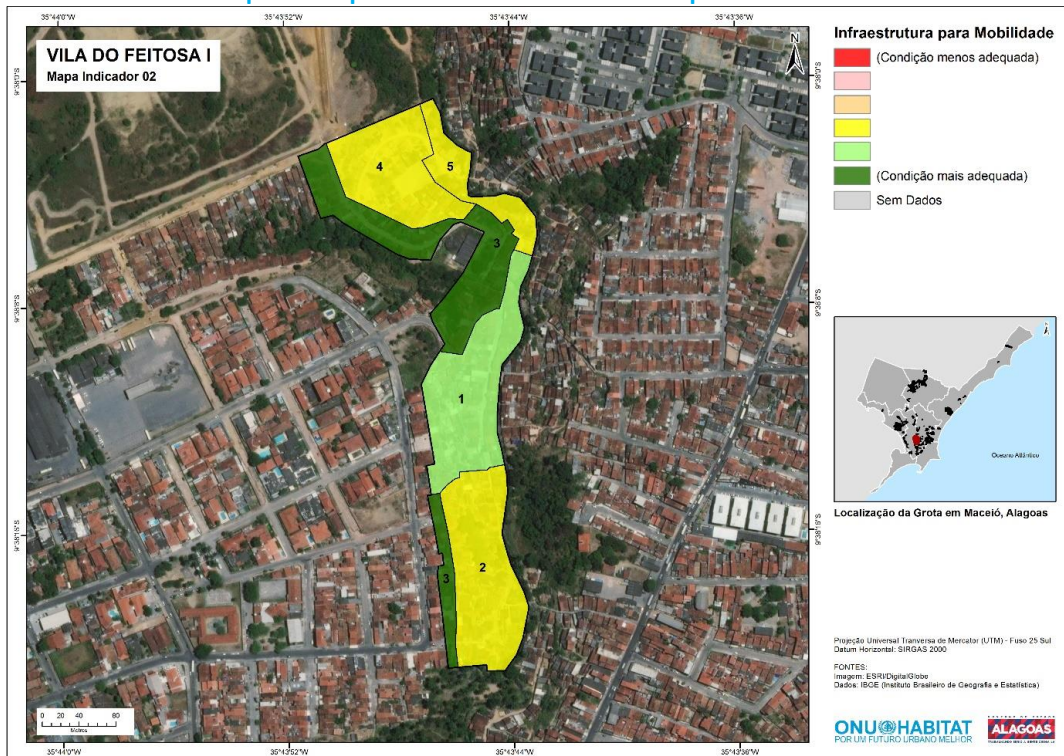 35°44'0"W
35°43'52"W
35°43'44"W
35°43'36"W
VILA DO FEITOSA I
Mapa Indicador 02
N
4
5
3
1
2
3
0 20 40 80
Metros
35°44'0"W
35°43'52"W
35°43'44"W
35°43'36"W
Infraestrutura para Mobilidade
(Condição menos adequada)
(Condição mais adequada)
Sem Dados
Oceano Atlântico
Localização da Grota em Maceió, Alagoas
Projeção Universal Tranversa de Mercator (UTM) - Fuso 25 Sul
Datum Horizontal: SIRGAS 2000
FONTES:
Imagem: ESRI/DigitalGlobe
Dados: IBGE (Instituto Brasileiro de Geografia e Estatística)
ONU HABITAT
POR UM FUTURO URBANO MELHOR
ALAGOAS